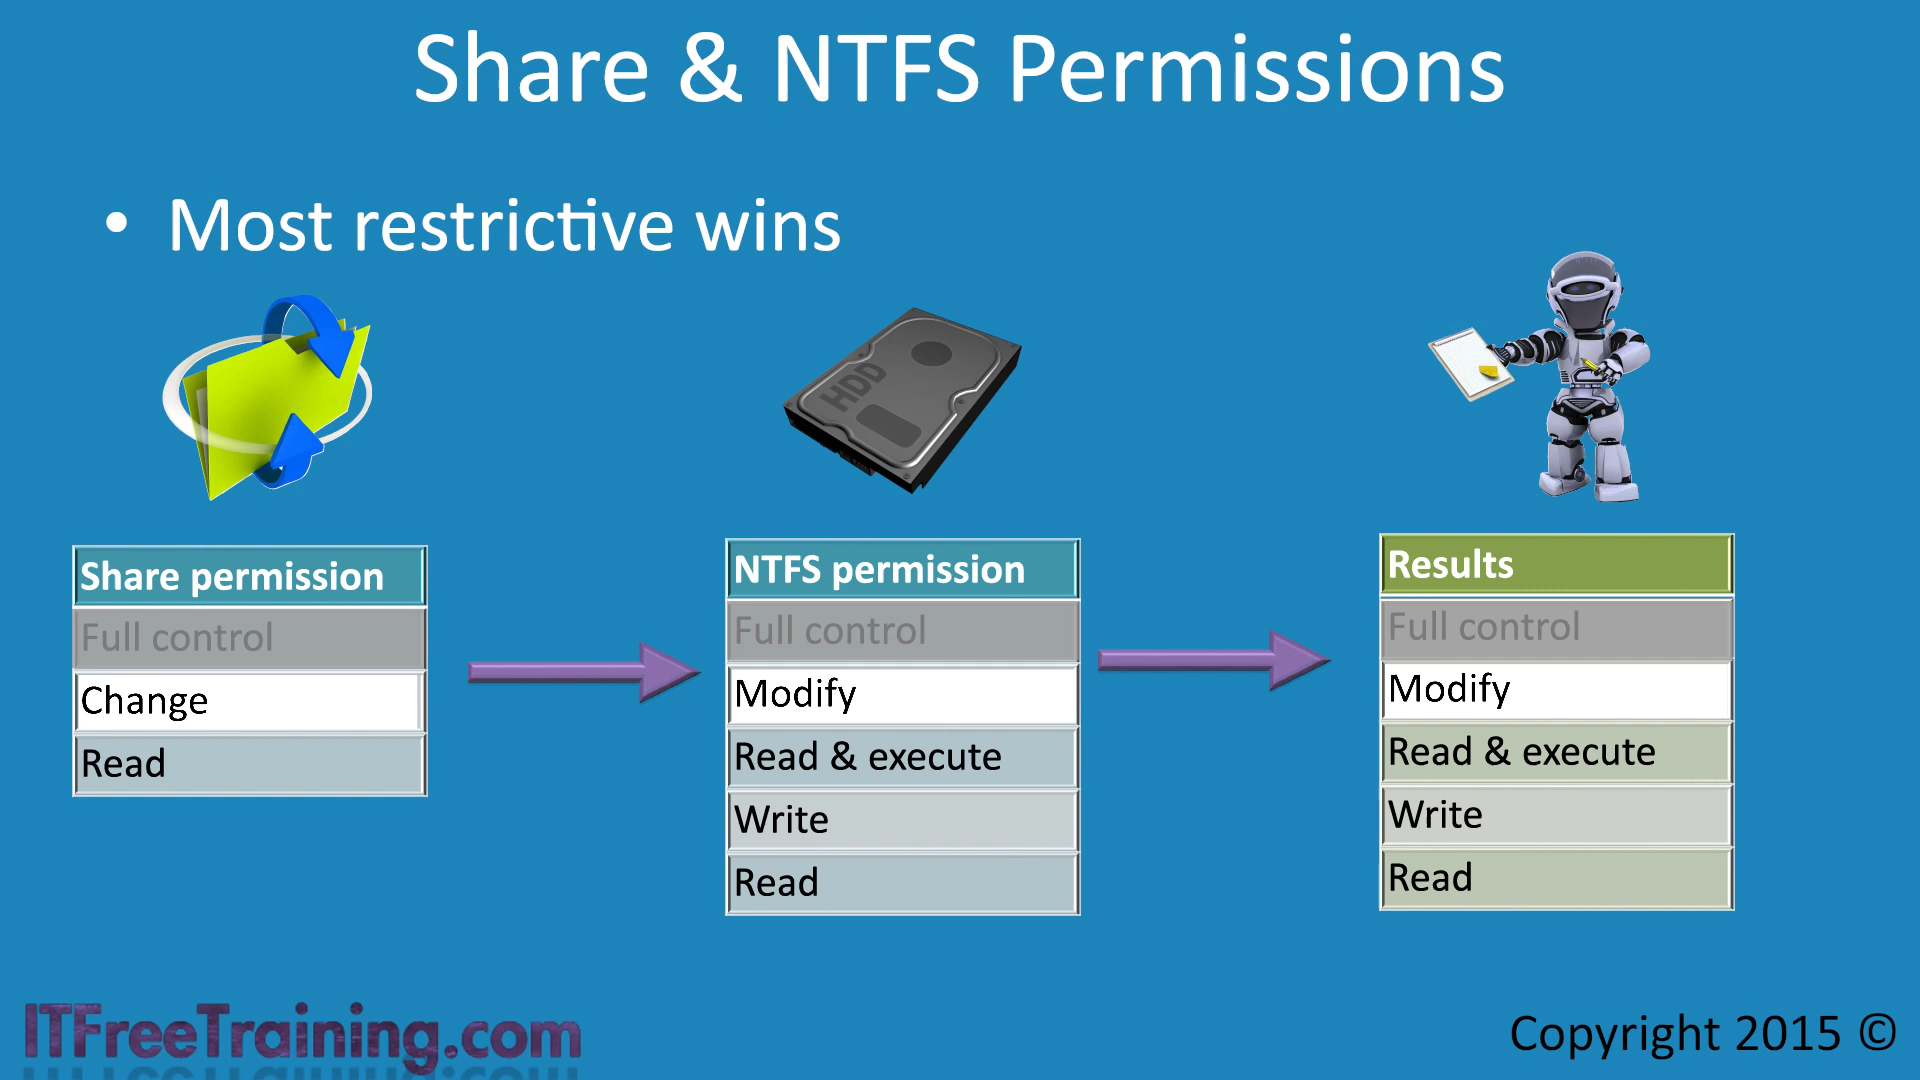 Share & NTFS Permissions
• Most restrictive wins
HDD
Share permission
Full control
Change
Read
NTFS permission
Full control
Modify
Read & execute
Write
Read
Results
Full control
Modify
Read & execute
Write
Read
ITFreeTraining.com
Copyright 2015 ©